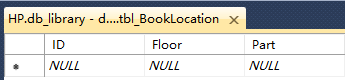 HP.db_library - d....tbl_BookLocation
ID Floor Part
NULL NULL NULL